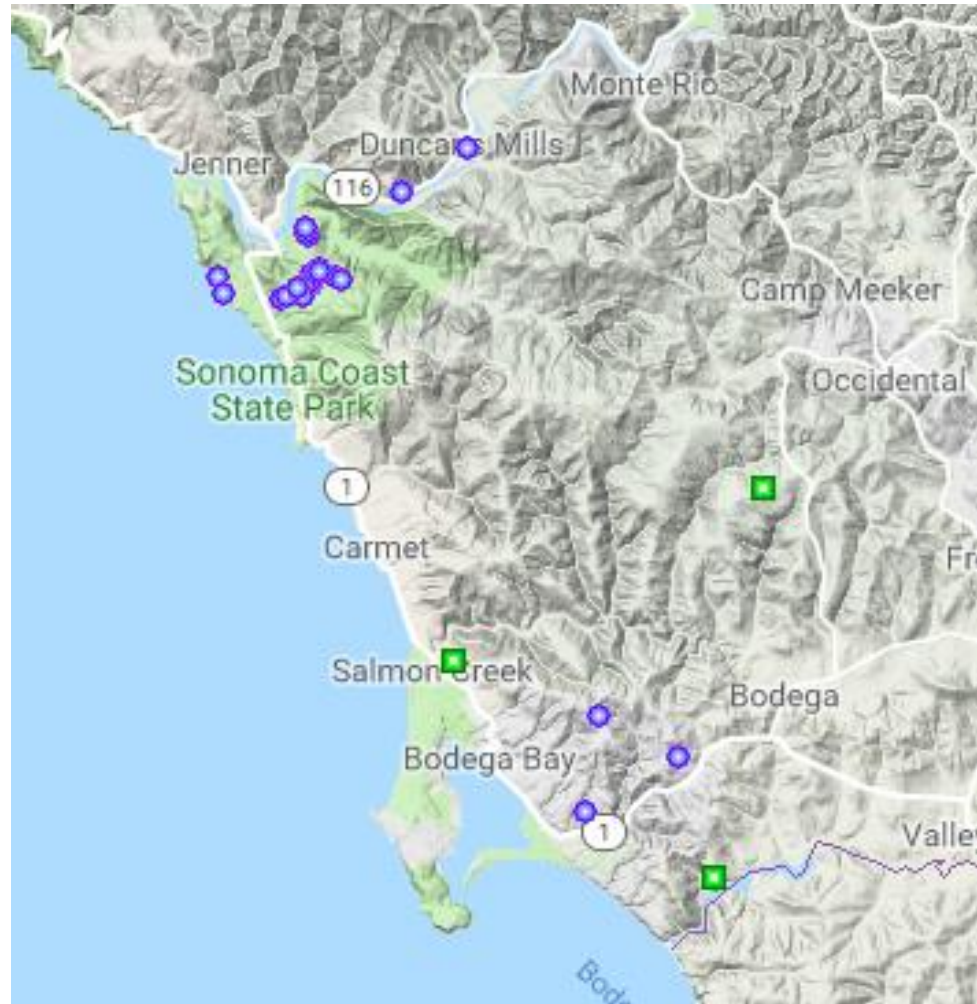 Monte Rio
Duncans Mills
Jenner
116
Camp Meeker
Sonoma Coast
State Park
Occidental
1
Carmet
Salmon Creek
Bodega
Bodega Bay
1